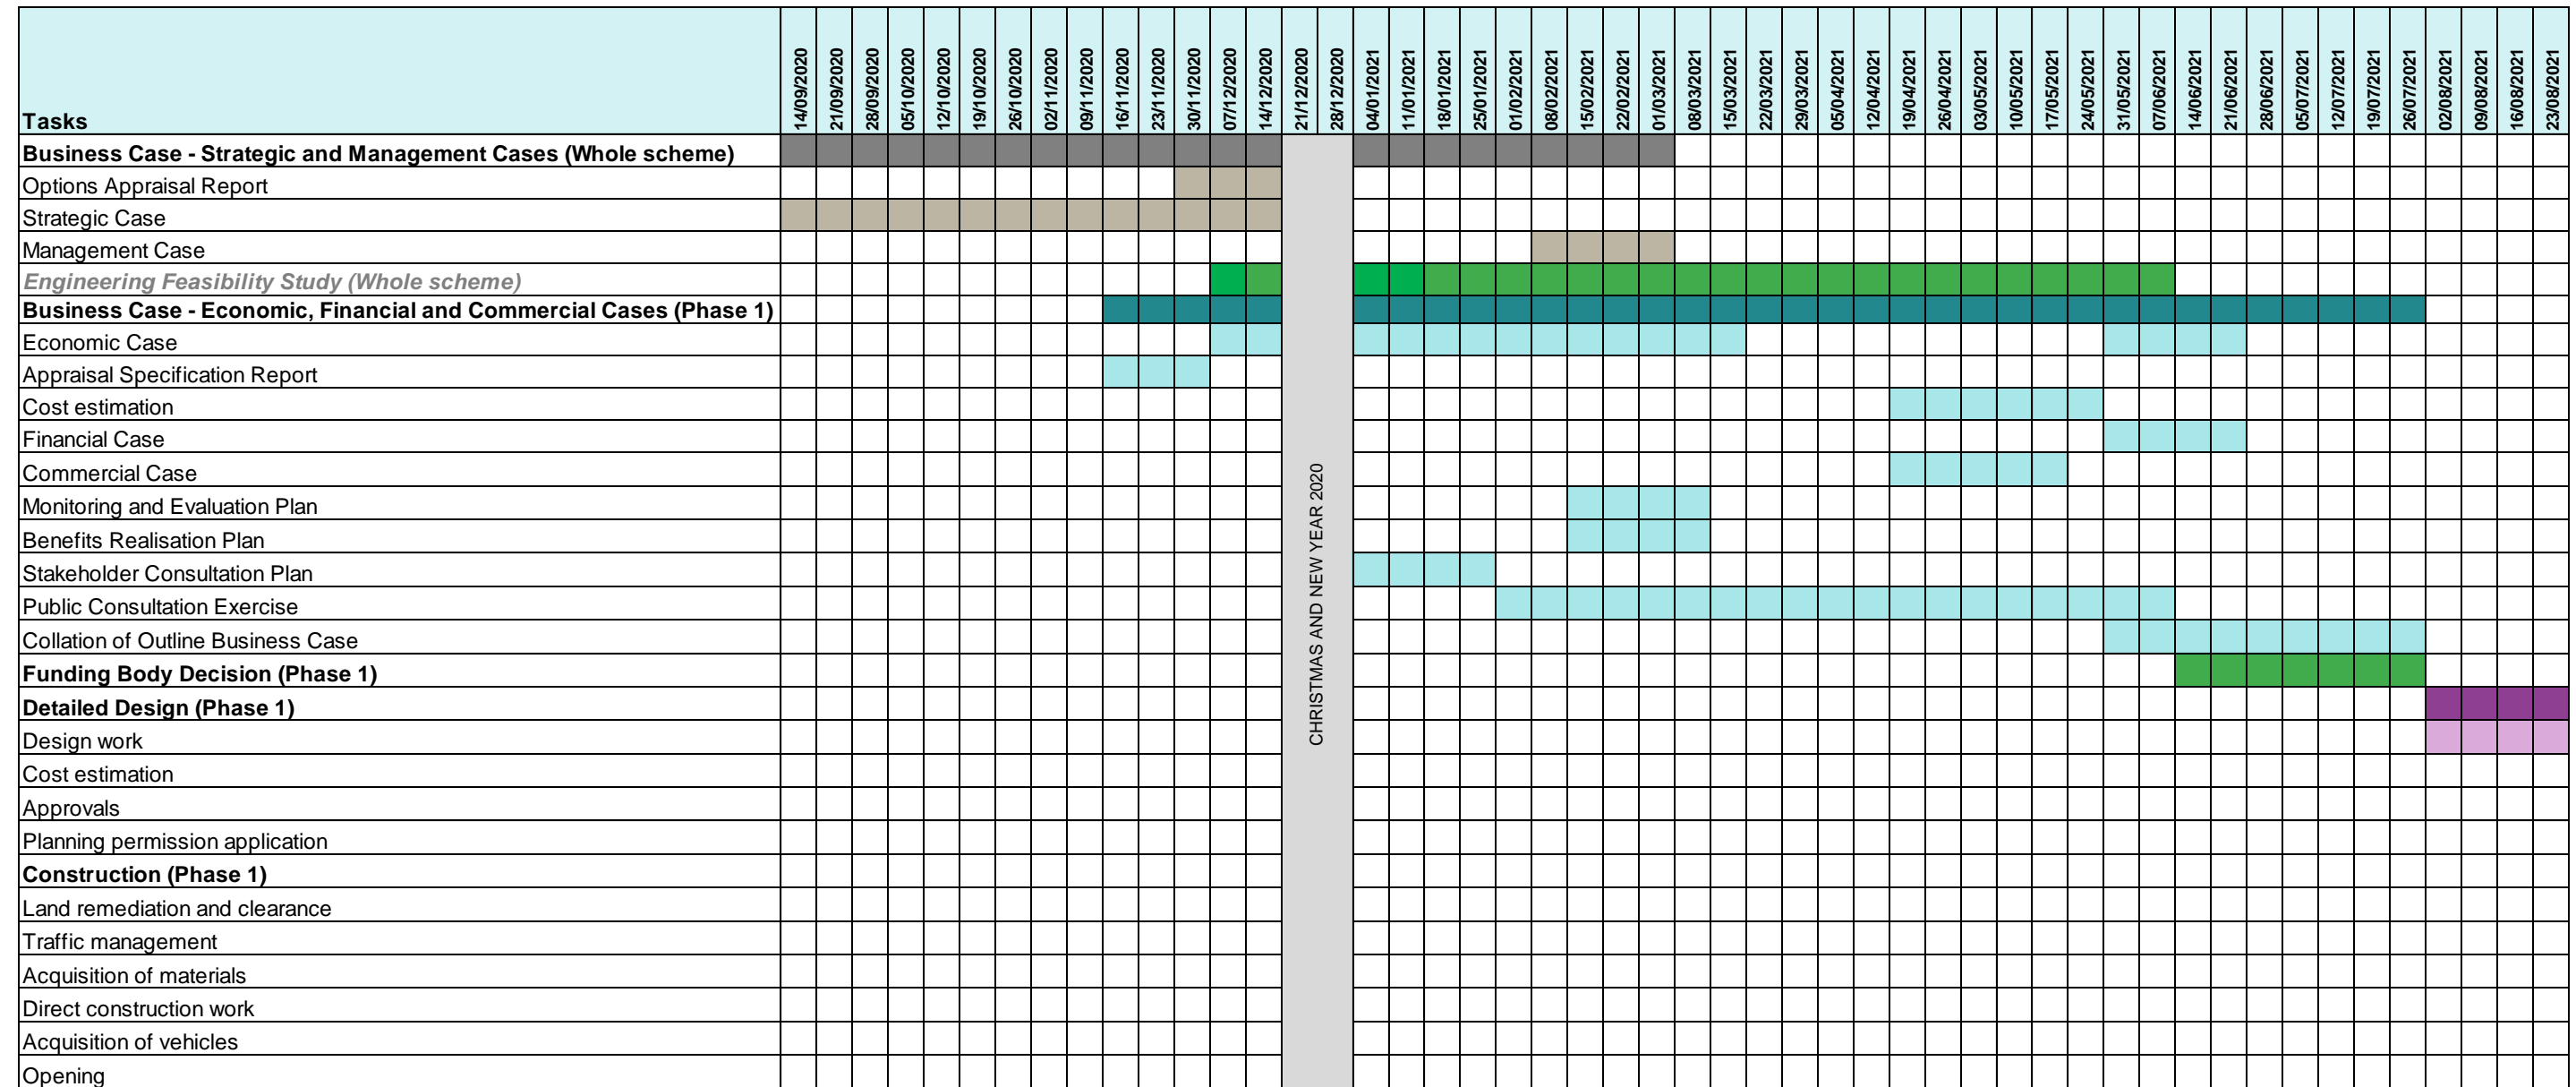 Tasks
14/09/2020
21/09/2020
28/09/2020
05/10/2020
12/10/2020
19/10/2020
26/10/2020
02/11/2020
09/11/2020
16/11/2020
23/11/2020
30/11/2020
07/12/2020
14/12/2020
21/12/2020
28/12/2020
04/01/2021
11/01/2021
18/01/2021
25/01/2021
01/02/2021
08/02/2021
15/02/2021
22/02/2021
01/03/2021
08/03/2021
15/03/2021
22/03/2021
29/03/2021
05/04/2021
12/04/2021
19/04/2021
26/04/2021
03/05/2021
10/05/2021
17/05/2021
24/05/2021
31/05/2021
07/06/2021
14/06/2021
21/06/2021
28/06/2021
05/07/2021
12/07/2021
19/07/2021
26/07/2021
02/08/2021
09/08/2021
16/08/2021
23/08/2021
Business Case - Strategic and Management Cases (Whole scheme)
Options Appraisal Report
Strategic Case
Management Case
Engineering Feasibility Study (Whole scheme)
Business Case - Economic, Financial and Commercial Cases (Phase 1)
Economic Case
Appraisal Specification Report
Cost estimation
Financial Case
Commercial Case
Monitoring and Evaluation Plan
Benefits Realisation Plan
Stakeholder Consultation Plan
Public Consultation Exercise
Collation of Outline Business Case
Funding Body Decision (Phase 1)
Detailed Design (Phase 1)
Design work
Cost estimation
Approvals
Planning permission application
Construction (Phase 1)
Land remediation and clearance
Traffic management
Acquisition of materials
Direct construction work
Acquisition of vehicles
Opening
CHRISTMAS AND NEW YEAR 2020